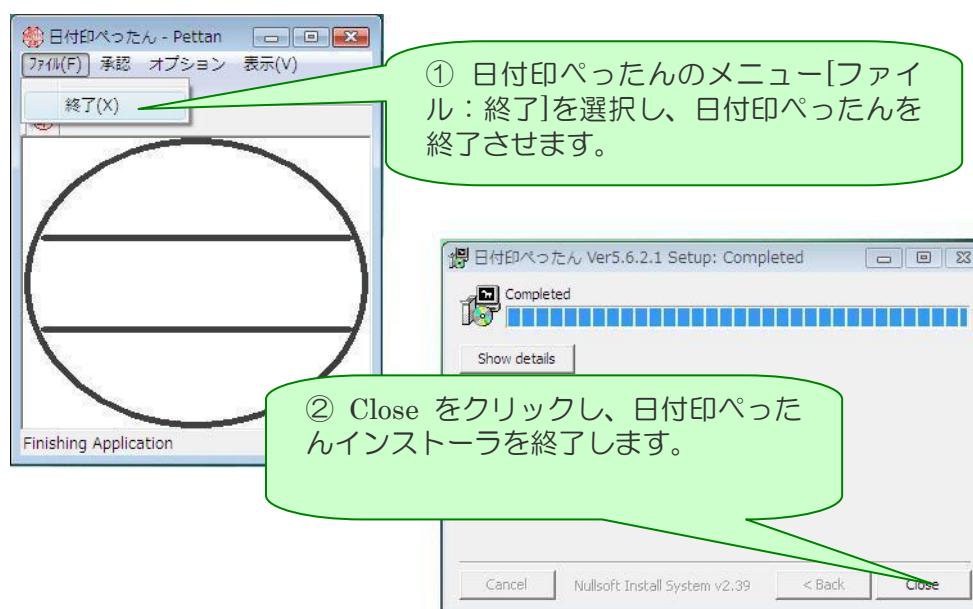 日付印ぺったん - Pettan
ファイル(F) 承認 オプション 表示(V)
終了(X)
Finishing Application
① 日付印ぺったんのメニュー[ファイ
ル：終了]を選択し、日付印ぺったんを
終了させます。
日付印ぺったん Ver5.6.2.1 Setup: Completed
Completed
Show details
② Close をクリックし、日付印ぺった
んインストーラを終了します。
Cancel
Nullsoft Install System v2.39
< Back
Close